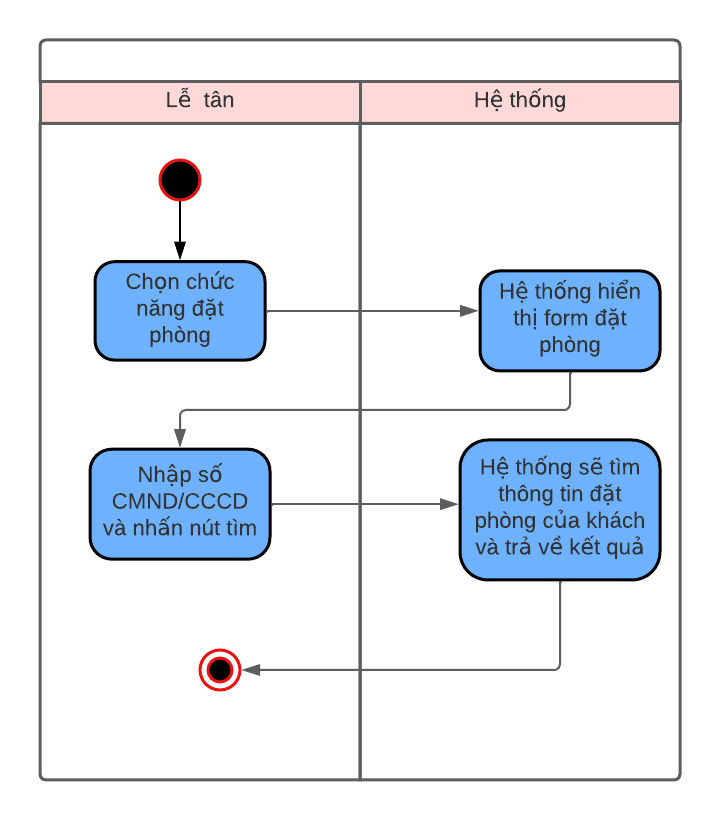 Lễ tân
Hệ thống
Chọn chức
năng đặt
phòng
Hệ thống hiển
thị form đặt
phòng
Nhập số
CMND/CCCD
và nhấn nút tìm
Hệ thống sẽ tìm
thông tin đặt
phòng của khách
và trả về kết quả